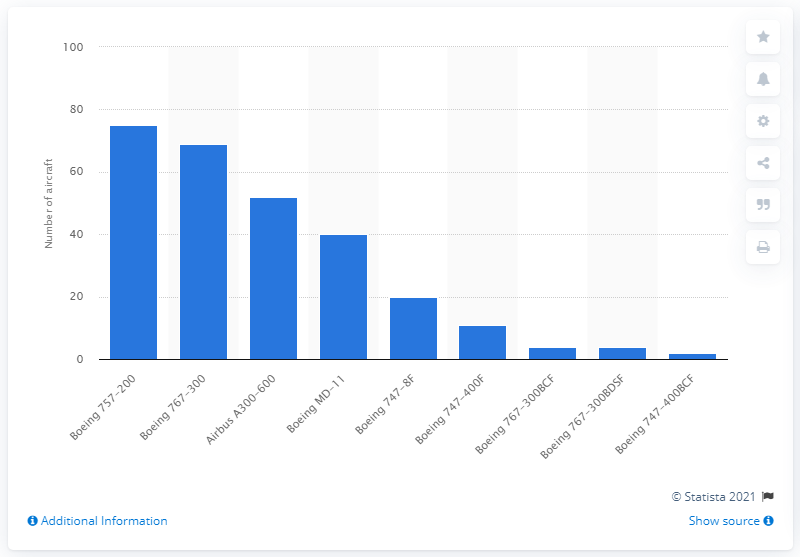 100
80
60
40
20
0
Number of aircraft
Boeing 757-200
Boeing 767-300
Airbus A300-600
Boeing MD-11
Boeing 747-8F
Boeing 747-400F
Boeing 767-300BCF
Boeing 767-300BDSF
Boeing 747-400BCF
© Statista 2021
Additional Information
Show source